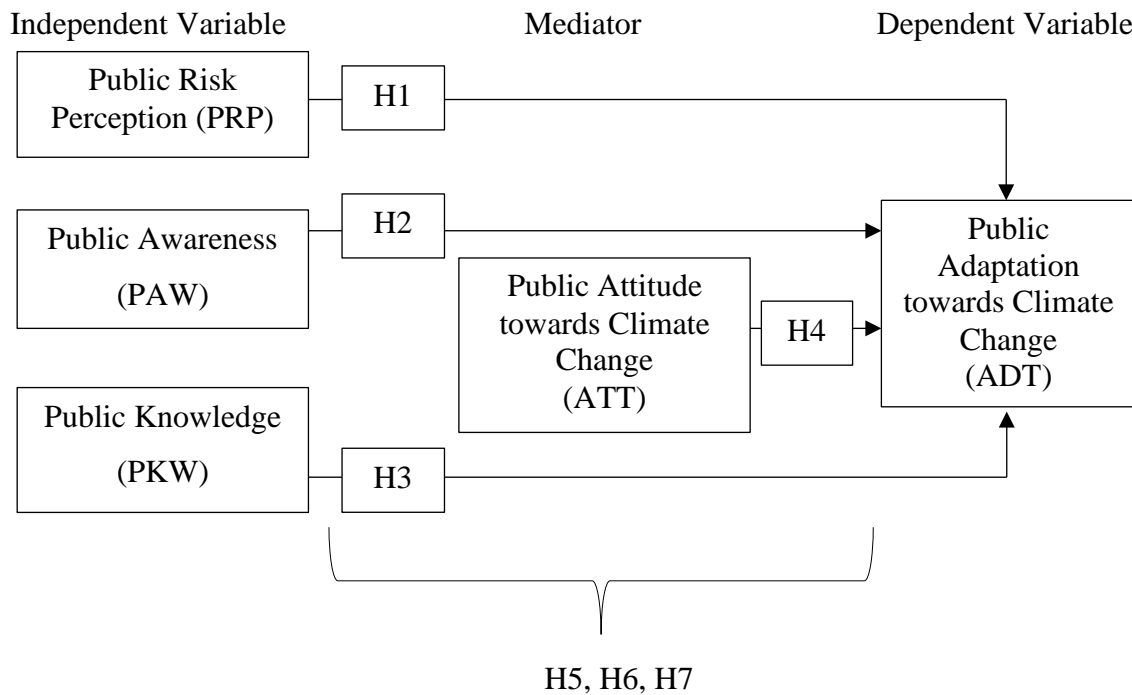 Independent Variable
Mediator
Dependent Variable
Public Risk
Perception (PRP)
H1
Public Awareness
(PAW)
H2
Public Attitude
towards Climate
Change
(ATT)
H4
Public
Adaptation
towards Climate
Change
(ADT)
Public Knowledge
(PKW)
H3
H5, H6, H7